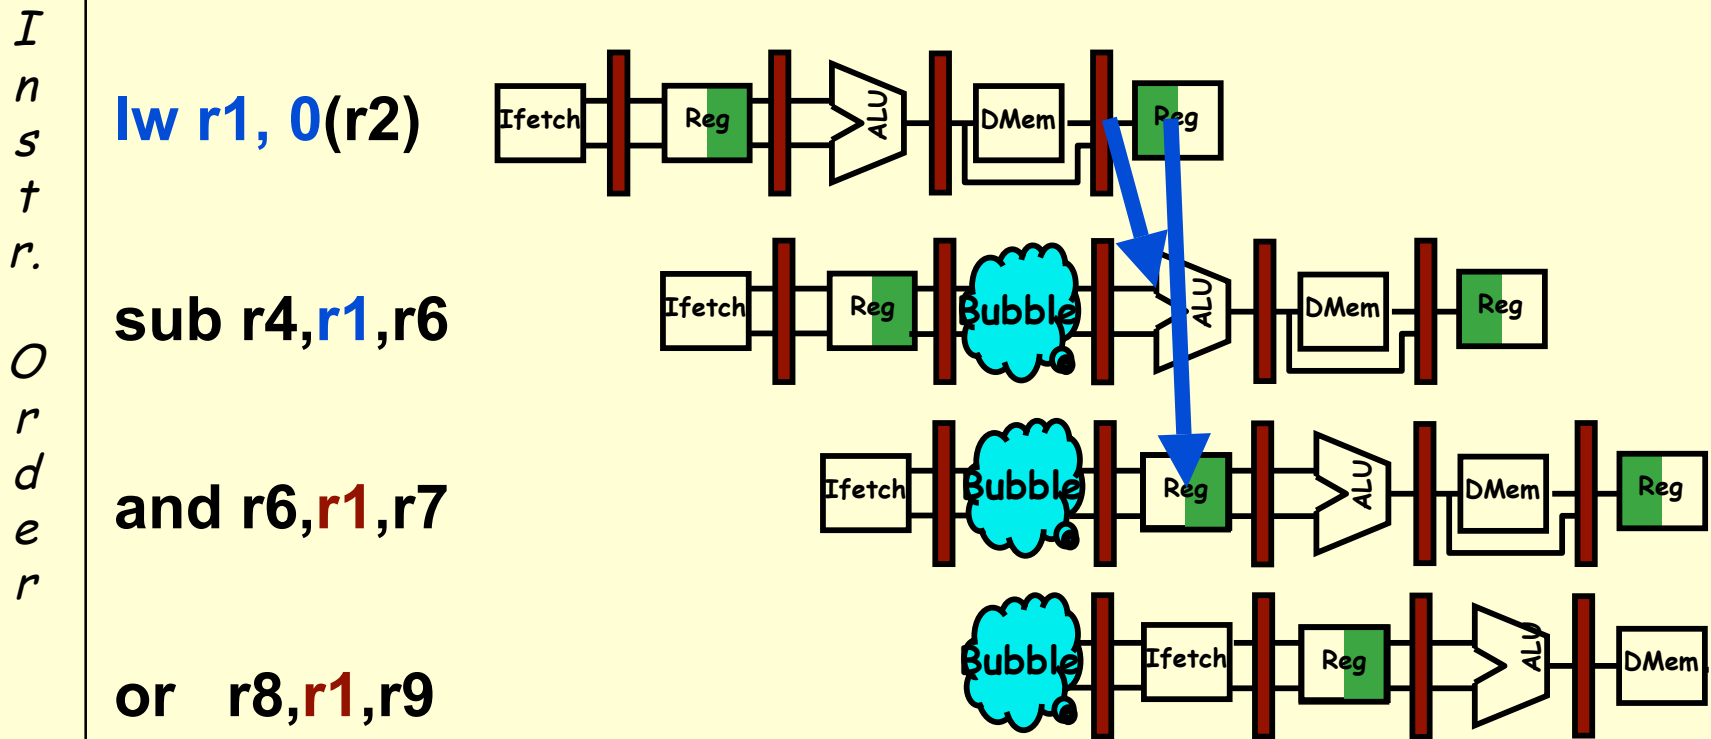 Instr.
Order
lw r1, 0(r2)
Ifetch Reg ALU DMem Reg
sub r4,r1,r6
Ifetch Reg Bubble ALU DMem Reg
and r6,r1,r7
Ifetch Bubble Reg ALU DMem Reg
or r8,r1,r9
Bubble Ifetch Reg ALU DMem